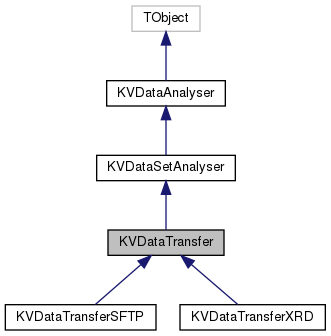 TObject
KVDataAnalyser
KVDataSetAnalyser
KVDataTransfer
KVDataTransferSFTP
KVDataTransferXRD